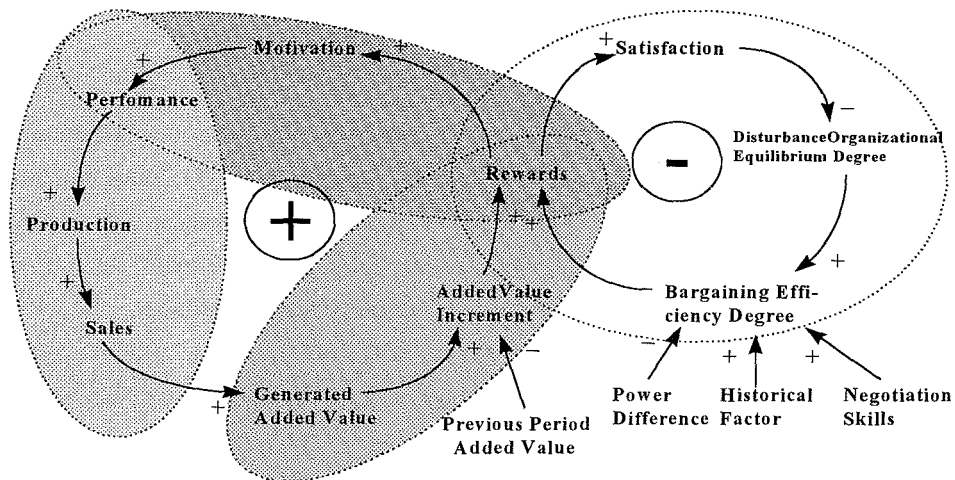 +
Motivation
+
+
Satisfaction
Perfomance
–
DisturbanceOrganizational
Equilibrium Degree
-
Rewards
+
Production
+
+
+
+
+
AddedValue
Increment
Bargaining Effi-
ciency Degree
Sales
+
–
–
+
+
+
Generated
Added Value
Power
Difference
Historical
Factor
Negotiation
Skills
Previous Period
Added Value